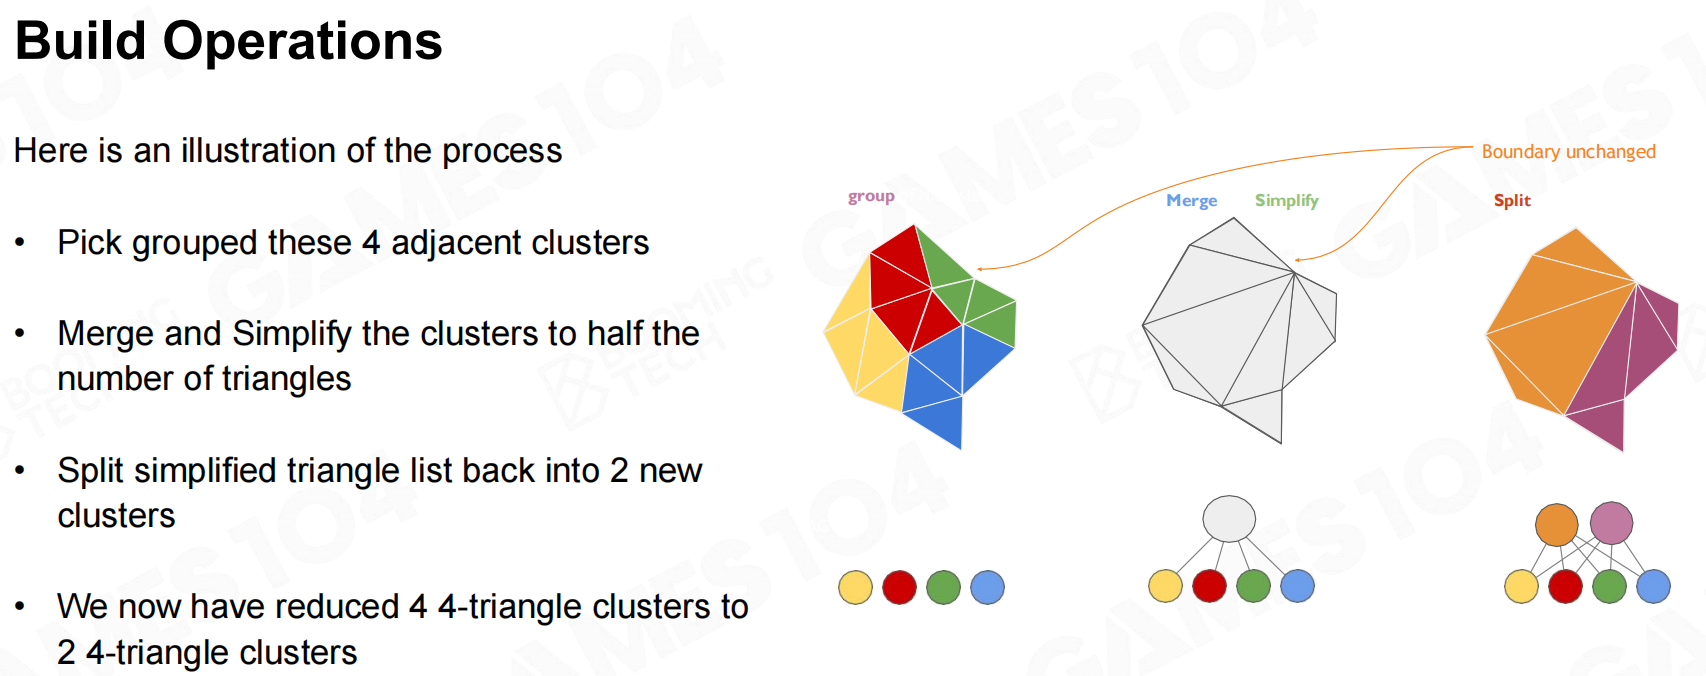 Build Operations
Here is an illustration of the process
• Pick grouped these 4 adjacent clusters
• Merge and Simplify the clusters to half the
number of triangles
• Split simplified triangle list back into 2 new
clusters
• We now have reduced 4 4-triangle clusters to
2 4-triangle clusters
Boundary unchanged
group
Merge
Simplify
Split
GAMES104
BOOMING
TECH